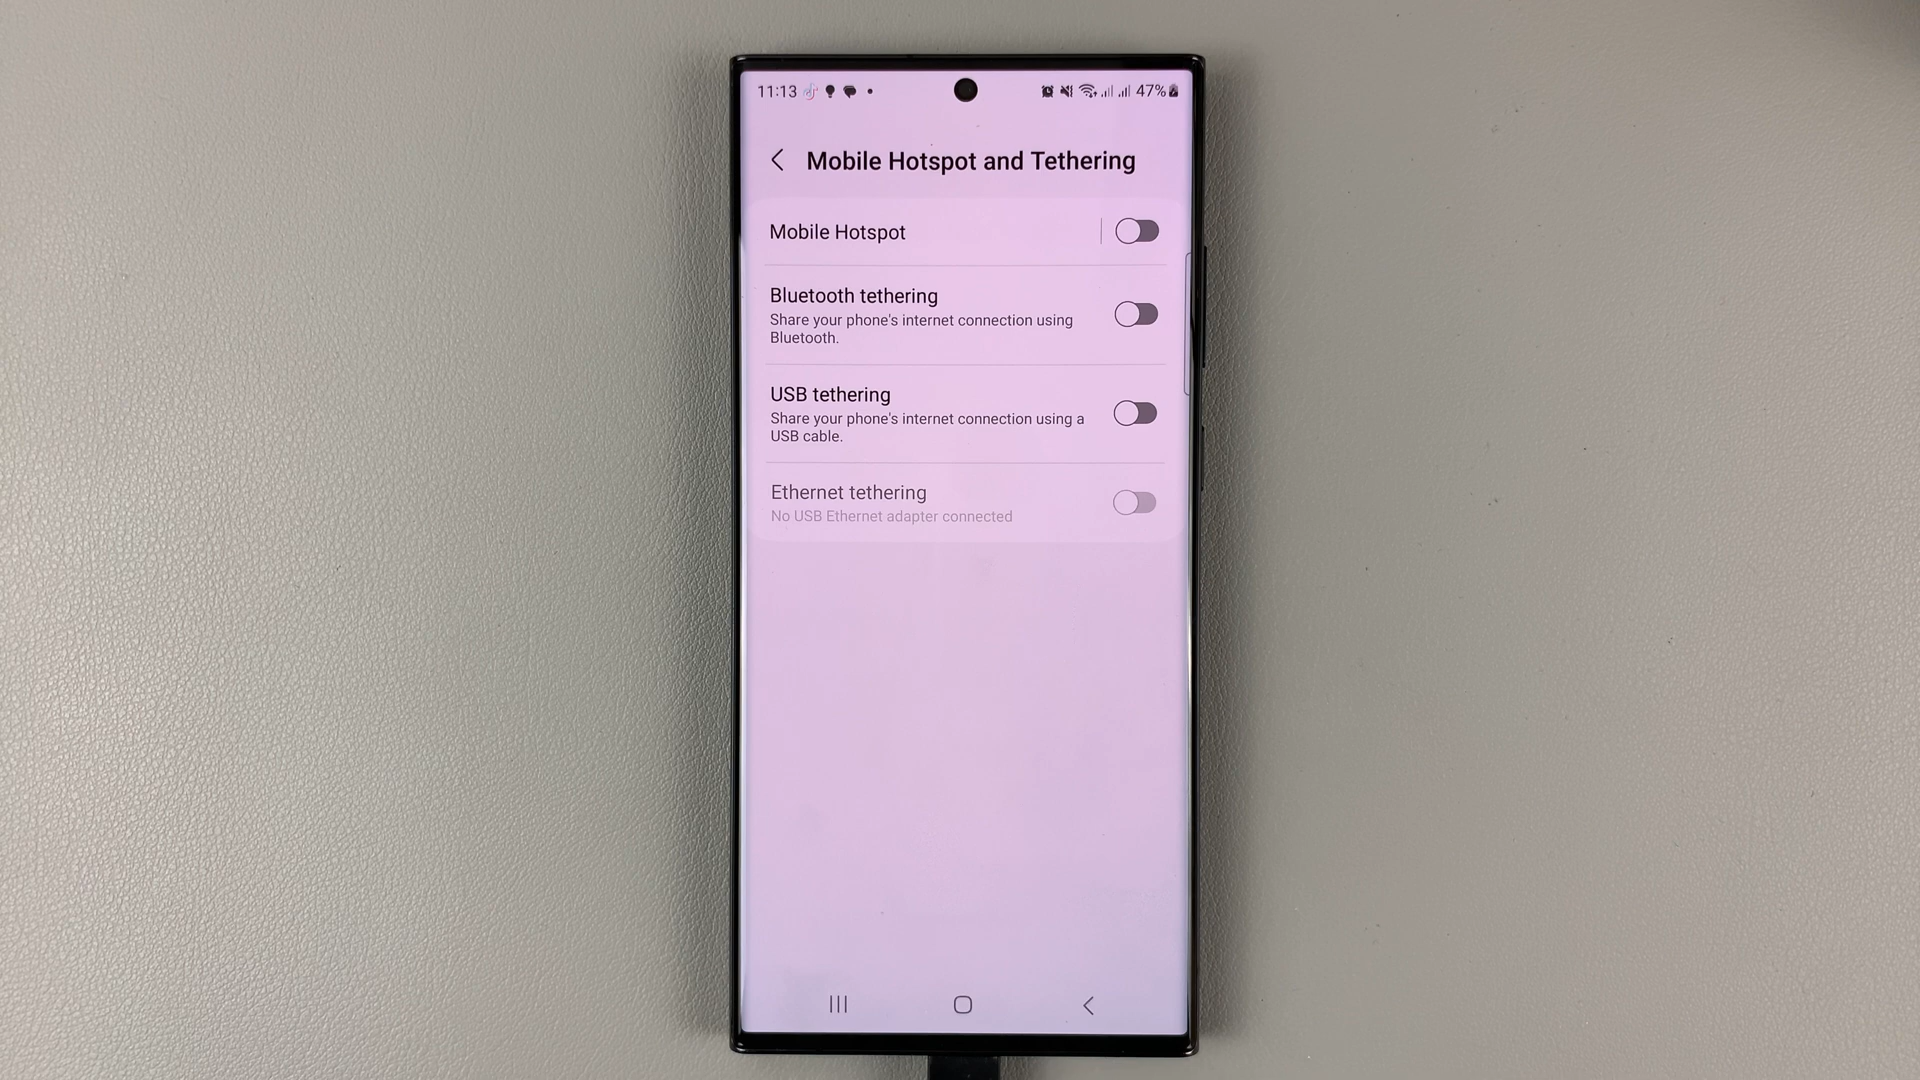 11:13 47%
Mobile Hotspot and Tethering
Mobile Hotspot
Bluetooth tethering
Share your phone's internet connection using
Bluetooth.
USB tethering
Share your phone's internet connection using a
USB cable.
Ethernet tethering
No USB Ethernet adapter connected